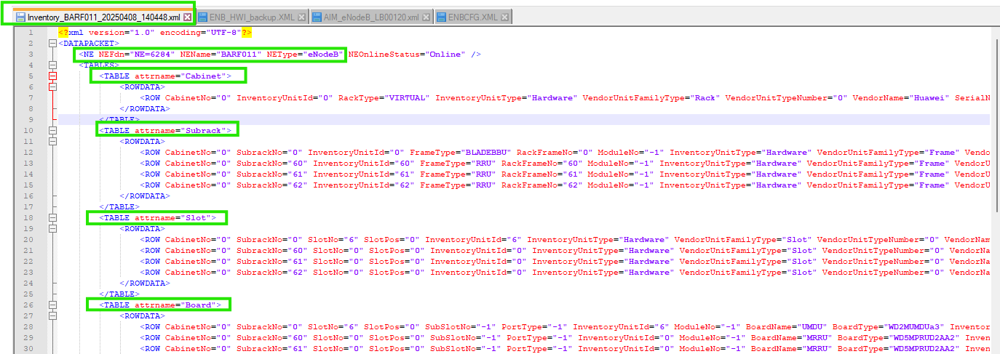 Inventory_BARF011_20250408_140448.xml ENB_HWI_backup.XML AIM_eNodeB_LB00120.xml ENBCFG.XML
1 <?xml version="1.0" encoding="UTF-8"?>
2 <DATAPACKET>
3 <NE NEFdn="NE=6284" NEName="BARF011" NEType="eNodeB" NEOnlineStatus="Online" />
4 <TABLES>
5 <TABLE attrname="Cabinet">
6 <ROWDATA>
7 <ROW CabinetNo="0" InventoryUnitId="0" RackType="VIRTUAL" InventoryUnitType="Hardware" VendorUnitFamilyType="Rack" VendorUnitTypeNumber="0" VendorName="Huawei" SerialN
8 </ROWDATA>
9 </TABLE>
10 <TABLE attrname="Subrack">
11 <ROWDATA>
12 <ROW CabinetNo="0" SubrackNo="0" InventoryUnitId="0" FrameType="BLADEBBU" RackFrameNo="0" ModuleNo="-1" InventoryUnitType="Hardware" VendorUnitFamilyType="Frame" Vendo
13 <ROW CabinetNo="0" SubrackNo="60" InventoryUnitId="60" FrameType="RRU" RackFrameNo="60" ModuleNo="-1" InventoryUnitType="Hardware" VendorUnitFamilyType="Frame" VendorU
14 <ROW CabinetNo="0" SubrackNo="61" InventoryUnitId="61" FrameType="RRU" RackFrameNo="61" ModuleNo="-1" InventoryUnitType="Hardware" VendorUnitFamilyType="Frame" VendorU
15 <ROW CabinetNo="0" SubrackNo="62" InventoryUnitId="62" FrameType="RRU" RackFrameNo="62" ModuleNo="-1" InventoryUnitType="Hardware" VendorUnitFamilyType="Frame" VendorU
16 </ROWDATA>
17 </TABLE>
18 <TABLE attrname="Slot">
19 <ROWDATA>
20 <ROW CabinetNo="0" SubrackNo="0" SlotNo="6" SlotPos="0" InventoryUnitId="6" InventoryUnitType="Hardware" VendorUnitFamilyType="Slot" VendorUnitTypeNumber="0" VendorNam
21 <ROW CabinetNo="0" SubrackNo="60" SlotNo="0" SlotPos="0" InventoryUnitId="0" InventoryUnitType="Hardware" VendorUnitFamilyType="Slot" VendorUnitTypeNumber="0" VendorNa
22 <ROW CabinetNo="0" SubrackNo="61" SlotNo="0" SlotPos="0" InventoryUnitId="0" InventoryUnitType="Hardware" VendorUnitFamilyType="Slot" VendorUnitTypeNumber="0" VendorNa
23 <ROW CabinetNo="0" SubrackNo="62" SlotNo="0" SlotPos="0" InventoryUnitId="0" InventoryUnitType="Hardware" VendorUnitFamilyType="Slot" VendorUnitTypeNumber="0" VendorNa
24 </ROWDATA>
25 </TABLE>
26 <TABLE attrname="Board">
27 <ROWDATA>
28 <ROW CabinetNo="0" SubrackNo="0" SlotNo="6" SlotPos="0" SubSlotNo="-1" PortType="-1" InventoryUnitId="6" ModuleNo="-1" BoardName="UMDU" BoardType="WD2MUMDUa3" Inventor
29 <ROW CabinetNo="0" SubrackNo="60" SlotNo="0" SlotPos="0" SubSlotNo="-1" PortType="-1" InventoryUnitId="0" ModuleNo="-1" BoardName="MRRU" BoardType="WD5MPRUD2AA2" Inven
30 <ROW CabinetNo="0" SubrackNo="61" SlotNo="0" SlotPos="0" SubSlotNo="-1" PortType="-1" InventoryUnitId="0" ModuleNo="-1" BoardName="MRRU" BoardType="WD5MPRUD2AA2" Inven